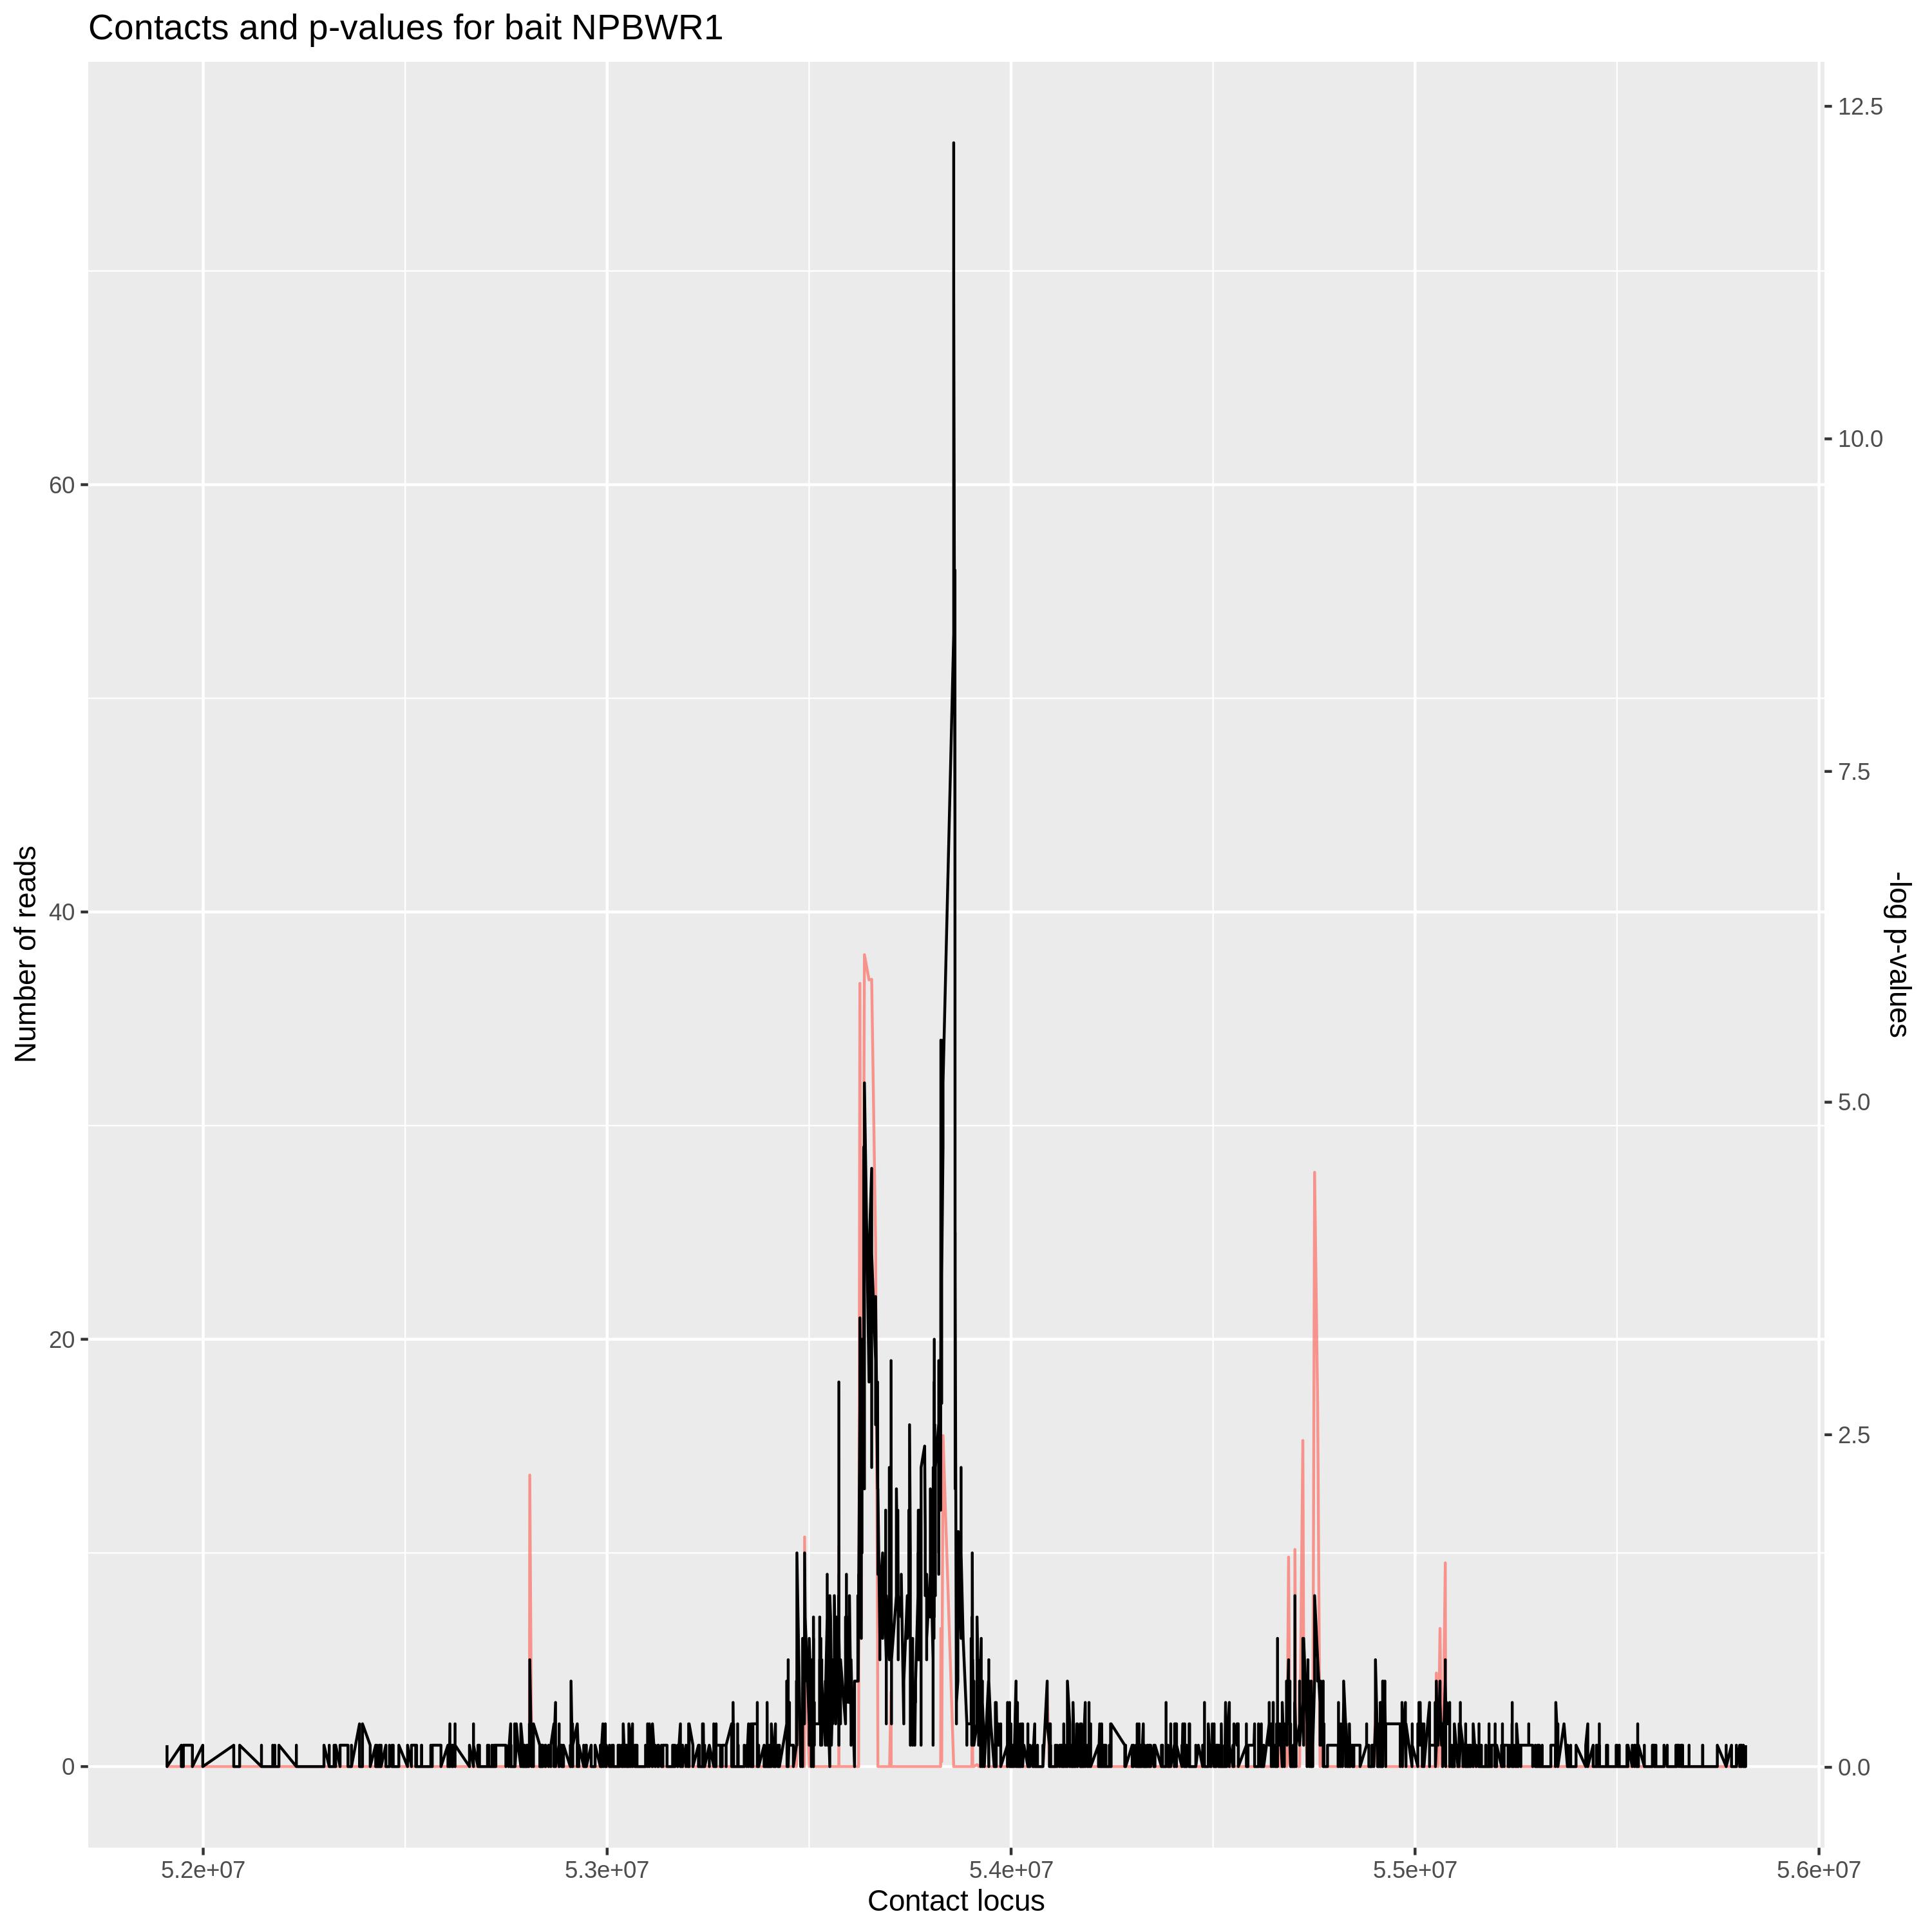 Contacts and p-values for bait NPBWR1
12.5
10.0
60
7.5
Number of reads
-log p-values
40
5.0
20
2.5
0
0.0
5.2e+07
5.3e+07
5.4e+07
5.5e+07
5.6e+07
Contact locus